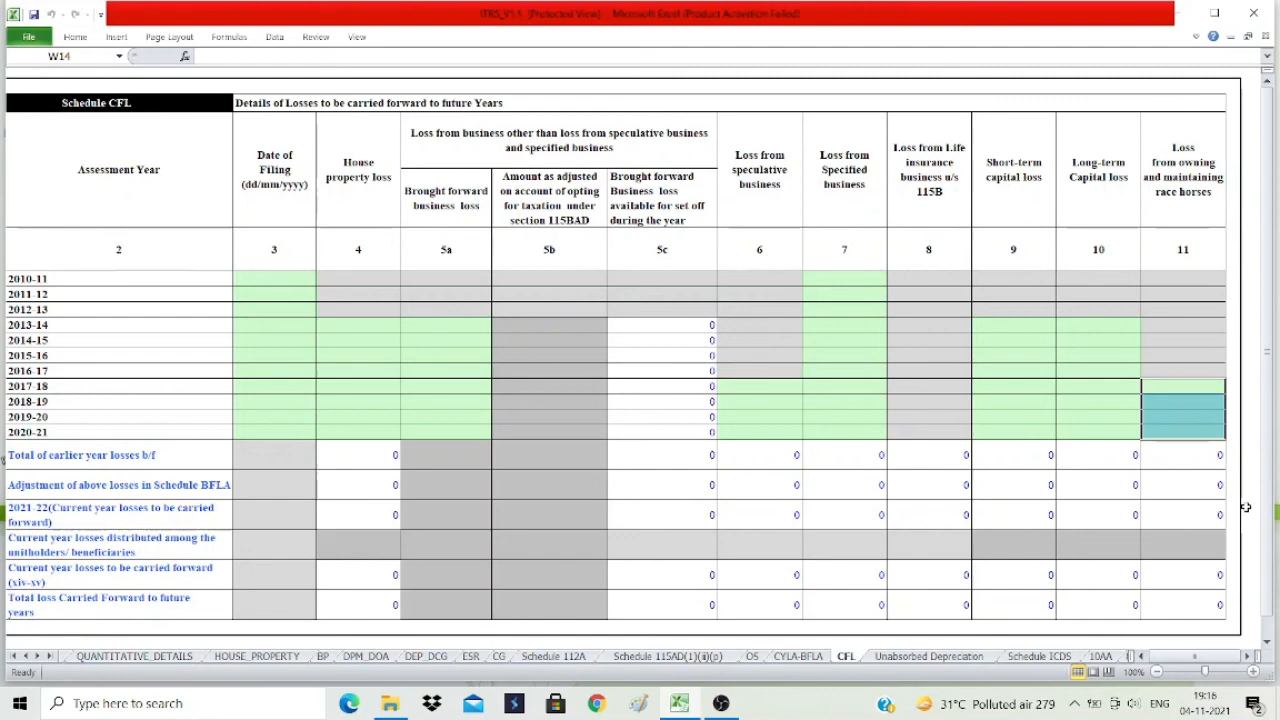 ITR5_V1.1 [Protected View] - Microsoft Excel (Product Activation Failed)
File Home Insert Page Layout Formulas Data Review View
W14 fx
Schedule CFL Details of Losses to be carried forward to future Years
Assessment Year
Date of Filing (dd/mm/yyyy)
House property loss
Loss from business other than loss from speculative business and specified business
Brought forward business loss
Amount as adjusted on account of opting for taxation under section 115BAD
Brought forward Business loss available for set off during the year
Loss from speculative business
Loss from Specified business
Loss from Life insurance business u/s 115B
Short-term capital loss
Long-term Capital loss
Loss from owning and maintaining race horses
2 3 4 5a 5b 5c 6 7 8 9 10 11
2010-11
2011-12
2012-13
2013-14 0
2014-15 0
2015-16 0
2016-17 0
2017-18 0
2018-19 0
2019-20 0
2020-21 0
Total of earlier year losses b/f 0 0 0 0 0 0 0 0
Adjustment of above losses in Schedule BFLA 0 0 0 0 0 0 0 0
2021-22(Current year losses to be carried forward) 0 0 0 0 0 0 0 0
Current year losses distributed among the unitholders/ beneficiaries
Current year losses to be carried forward (xiv-xv) 0 0 0 0 0 0 0 0
Total loss Carried Forward to future years 0 0 0 0 0 0 0 0
QUANTITATIVE_DETAILS HOUSE_PROPERTY BP DPM_DOA DEP_DCG ESR CG Schedule 112A Schedule 115AD(1)(iii)(p) OS CYLA-BFLA CFL Unabsorbed Depreciation Schedule ICDS 10AA
Ready 100%
Type here to search
31°C Polluted air 279 ENG
19:16
04-11-2021
2